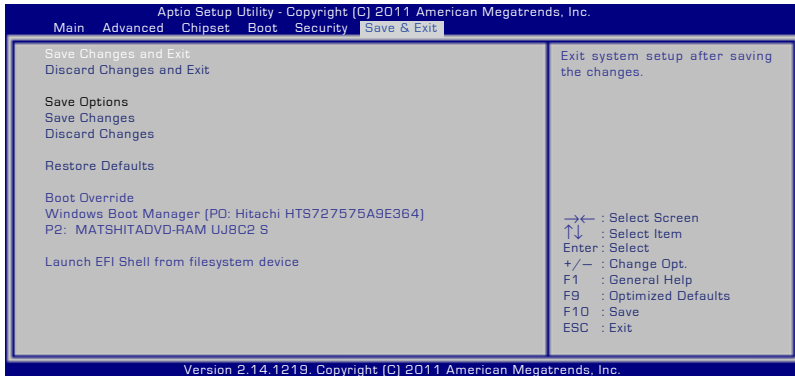 Aptio Setup Utility - Copyright (C) 2011 American Megatrends, Inc.
Main Advanced Chipset Boot Security Save & Exit
Save Changes and Exit
Discard Changes and Exit
Save Options
Save Changes
Discard Changes
Restore Defaults
Boot Override
Windows Boot Manager (P0: Hitachi HTS727575A9E364)
P2: MATSHITADVD-RAM UJ8C2 S
Launch EFI Shell from filesystem device
Exit system setup after saving
the changes.
→← : Select Screen
↑↓ : Select Item
Enter : Select
+/− : Change Opt.
F1 : General Help
F9 : Optimized Defaults
F10 : Save
ESC : Exit
Version 2.14.1219. Copyright (C) 2011 American Megatrends, Inc.